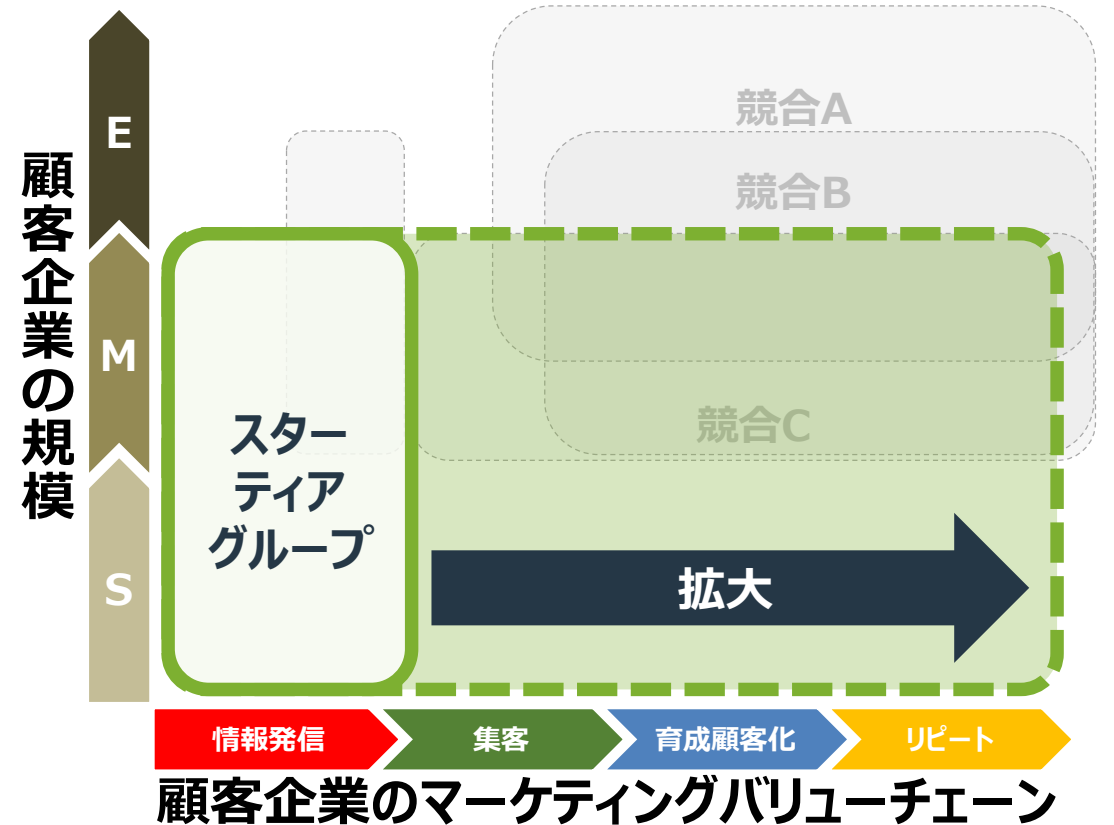 顧客企業の規模
E
M
S
競合A
競合B
競合C
スター
ティア
グループ
拡大
情報発信
集客
育成顧客化
リピート
顧客企業のマーケティングバリューチェーン